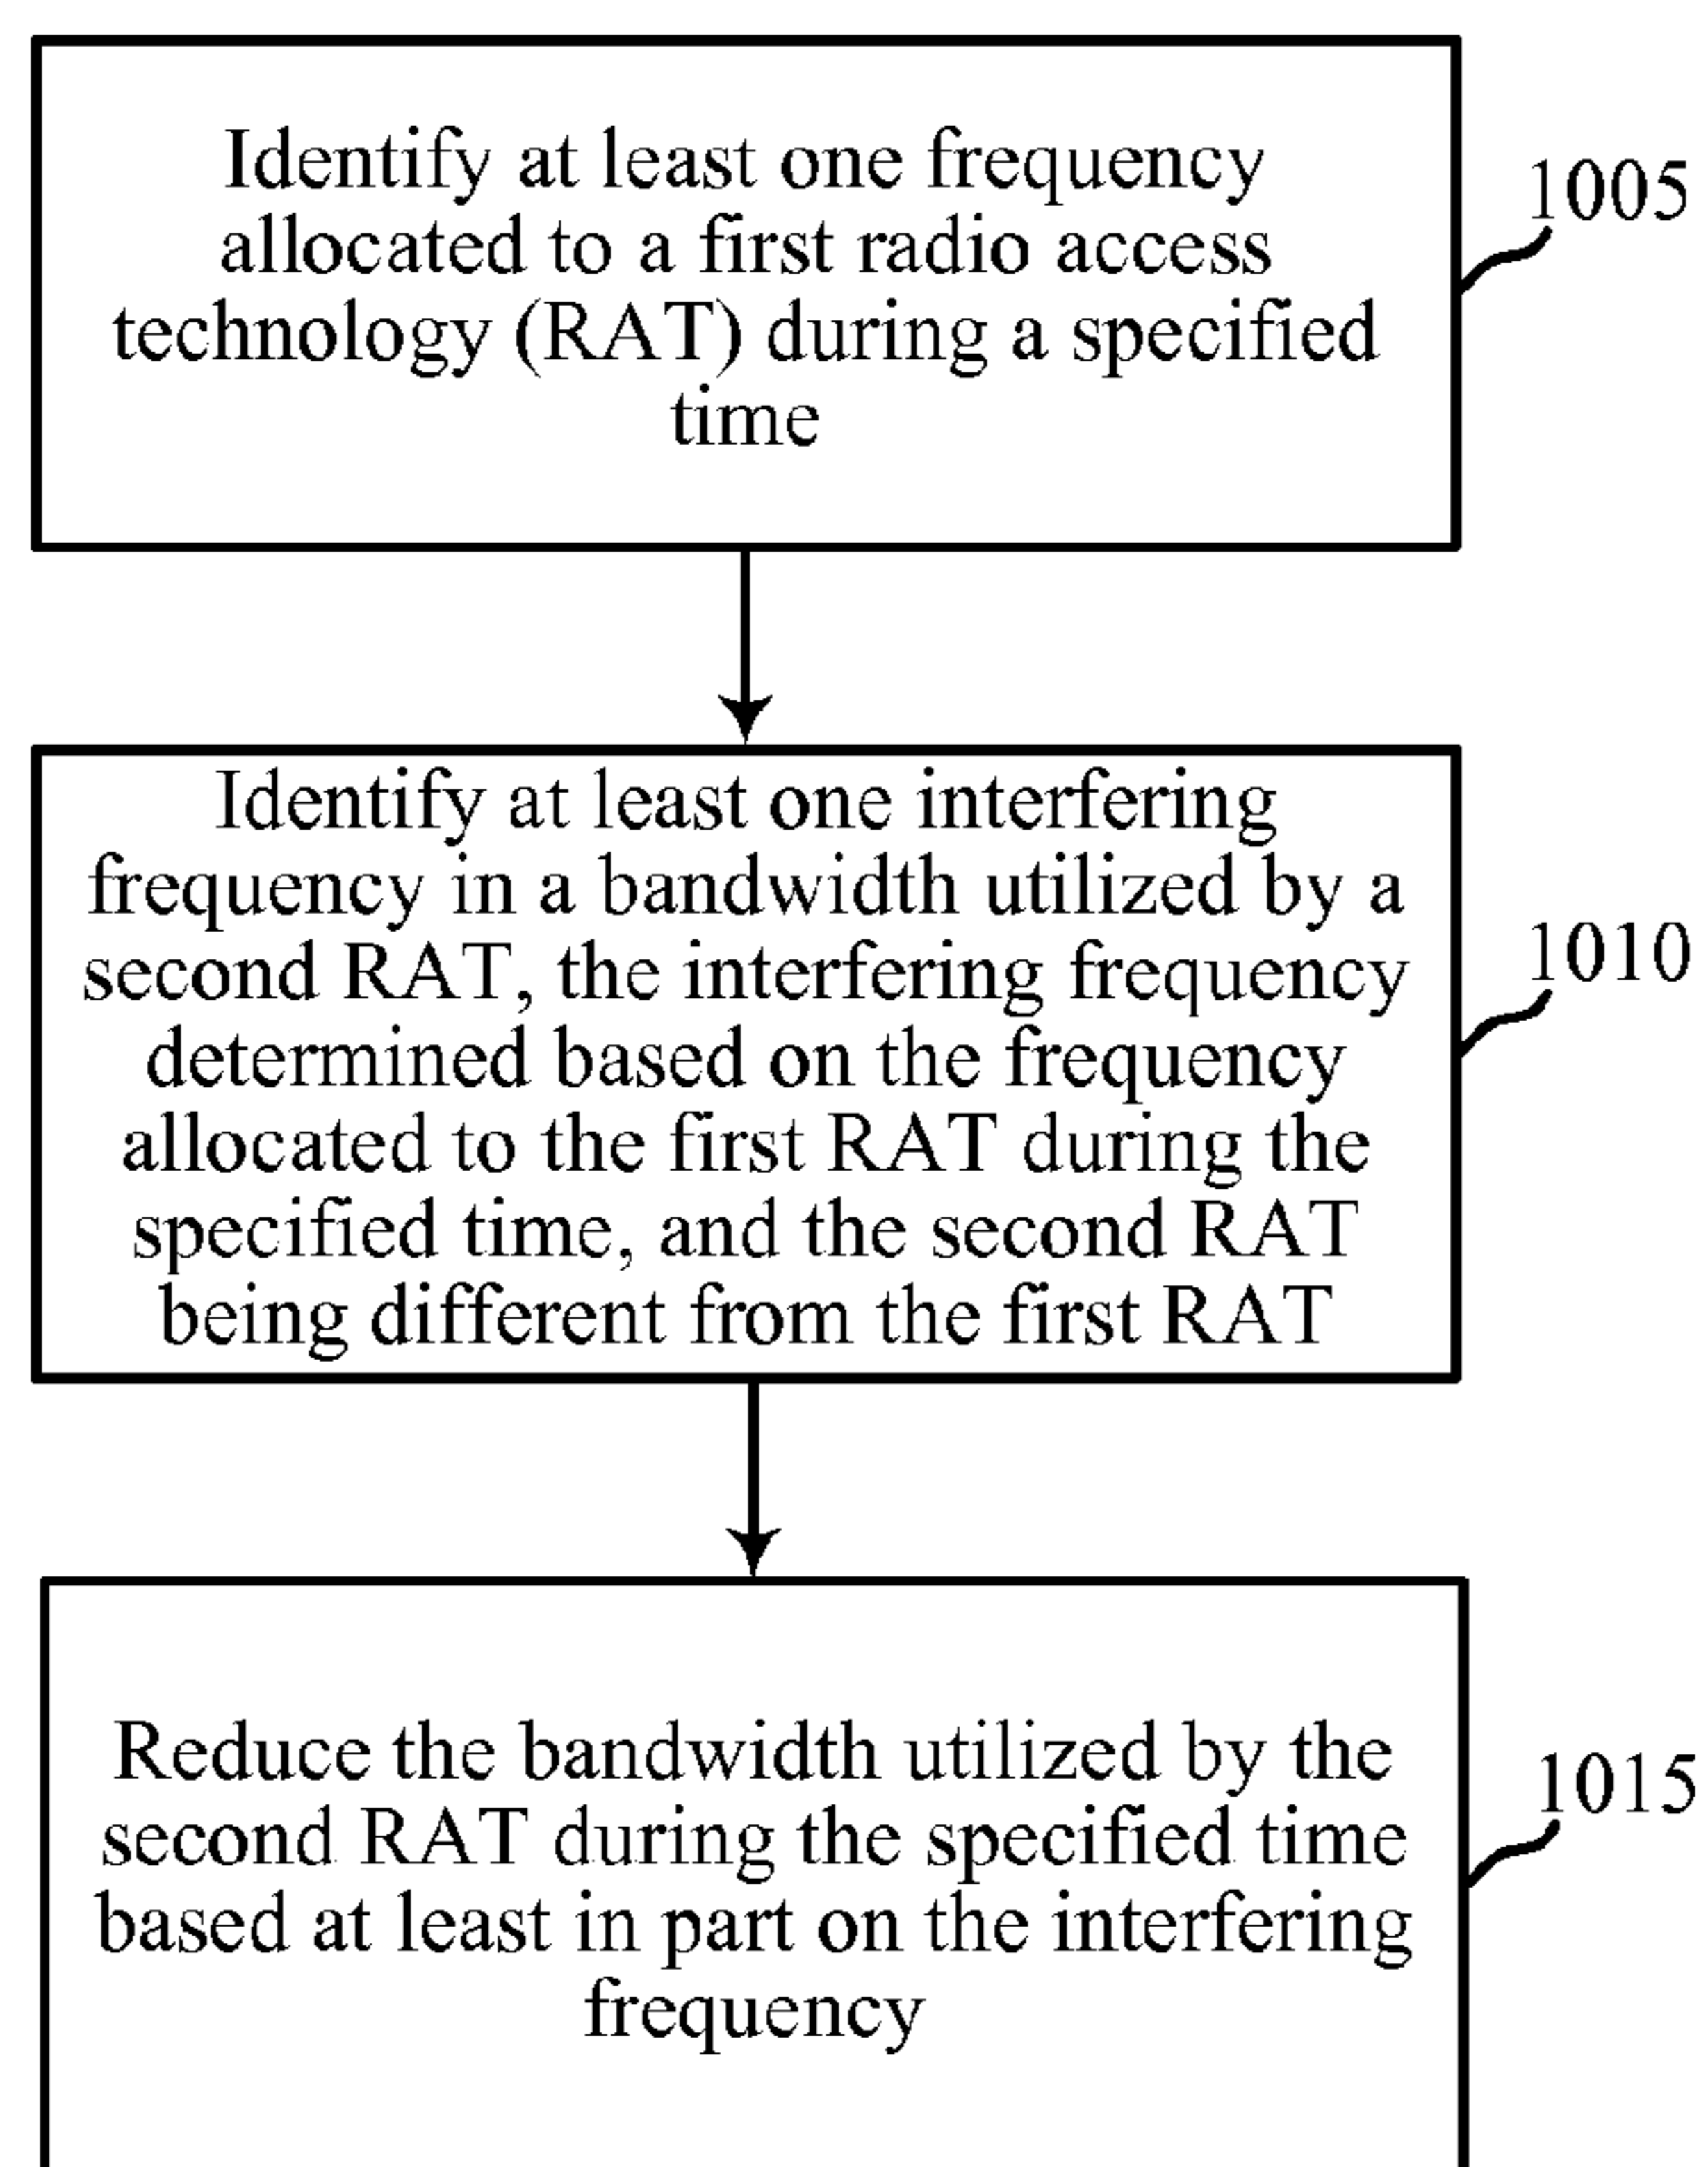 Identify at least one frequency
allocated to a first radio access
technology (RAT) during a specified
time
1005
Identify at least one interfering
frequency in a bandwidth utilized by a
second RAT, the interfering frequency
determined based on the frequency
allocated to the first RAT during the
specified time, and the second RAT
being different from the first RAT
1010
Reduce the bandwidth utilized by the
second RAT during the specified time
based at least in part on the interfering
frequency
1015